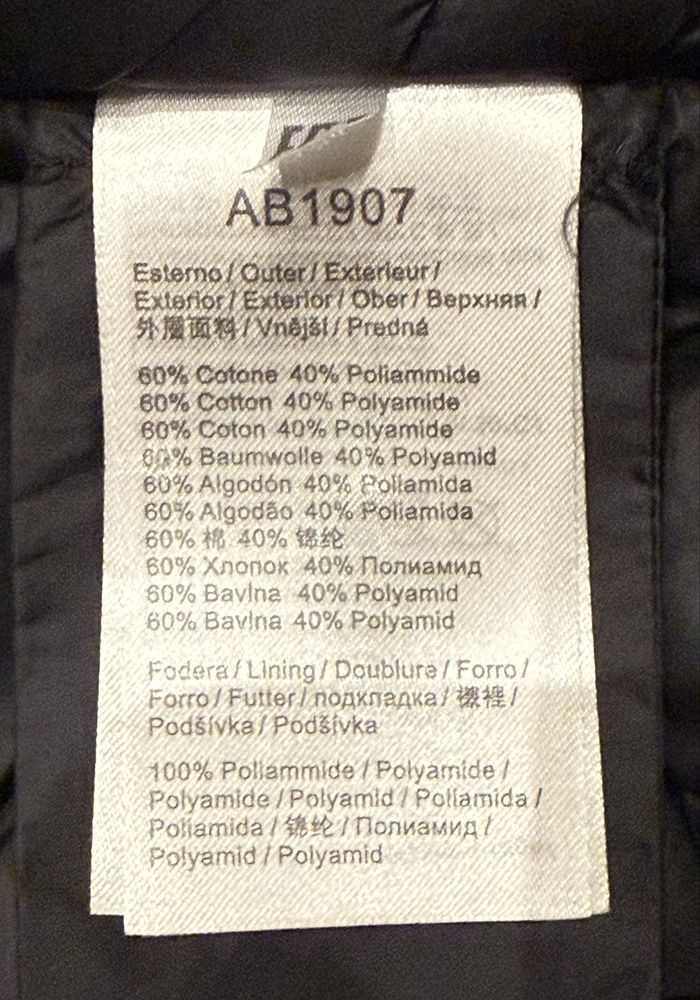 AB1907
Esterno / Outer / Exterieur /
Exterior / Exterior / Ober / Верхняя /
外層面料 / Vnější / Predná
60% Cotone 40% Poliammide
60% Cotton 40% Polyamide
60% Coton 40% Polyamide
60% Baumwolle 40% Polyamid
60% Algodón 40% Poliamida
60% Algodão 40% Poliamida
60% 棉 40% 锦纶
60% Хлопок 40% Полиамид
60% Bavlna 40% Polyamid
60% Bavlna 40% Polyamid
Fodera / Lining / Doublure / Forro /
Forro / Futter / подкладка / 襯裡 /
Podšívka / Podšívka
100% Poliammide / Polyamide /
Polyamide / Polyamid / Poliamida /
Poliamida / 锦纶 / Полиамид /
Polyamid / Polyamid